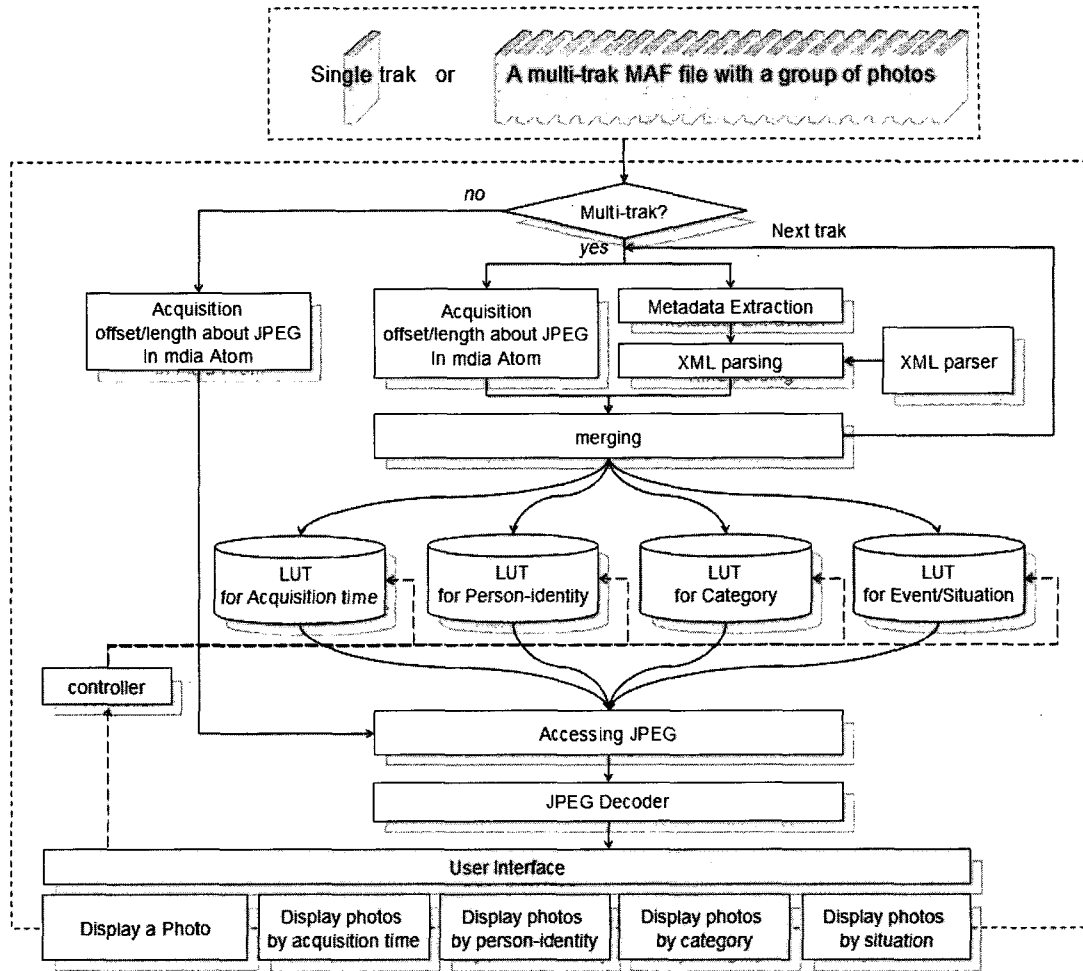 Single trak or
A multi-trak MAF file with a group of photos
no
Multi-trak?
yes
Next trak
Acquisition
offset/length about JPEG
In mdia Atom
Acquisition
offset/length about JPEG
In mdia Atom
Metadata Extraction
XML parsing
XML parser
merging
LUT
for Acquisition time
LUT
for Person-identity
LUT
for Category
LUT
for Event/Situation
controller
Accessing JPEG
JPEG Decoder
User Interface
Display a Photo
Display photos
by acquisition time
Display photos
by person-identity
Display photos
by category
Display photos
by situation